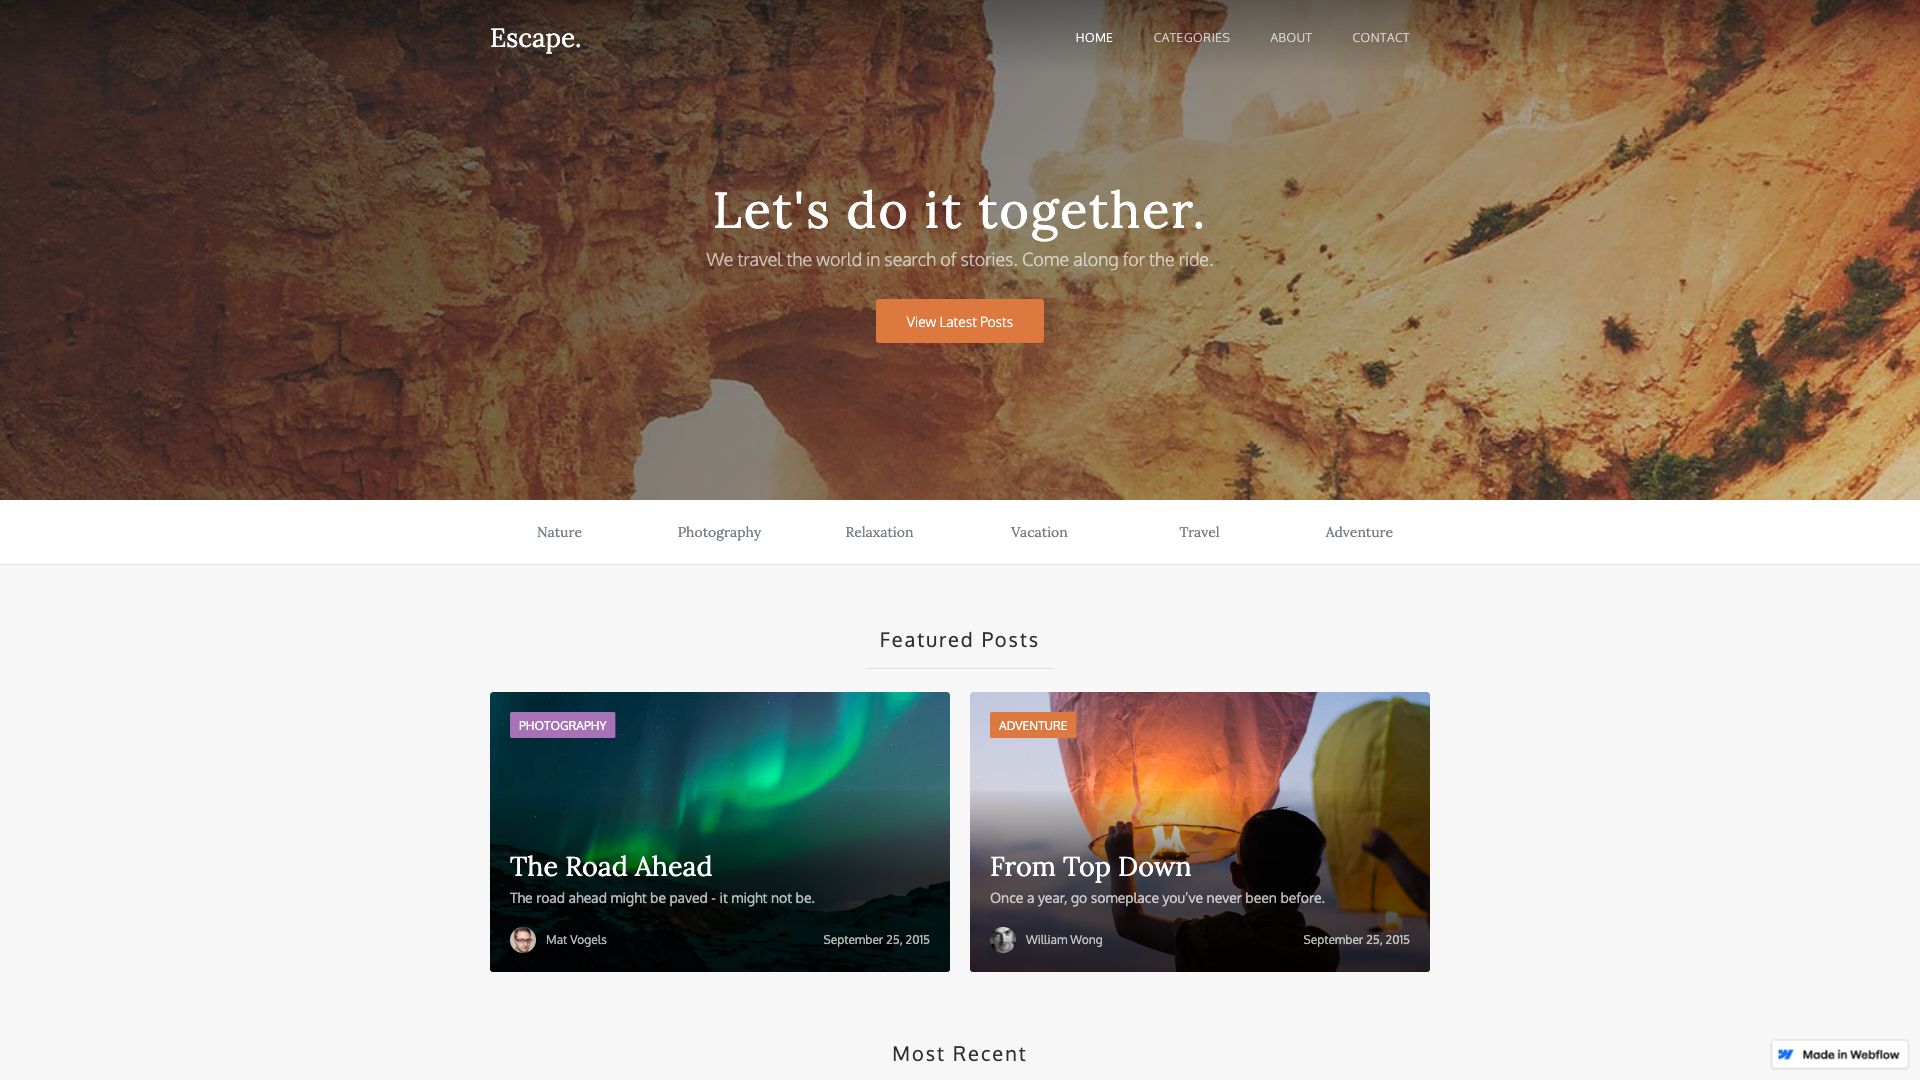 Escape.
HOME CATEGORIES ABOUT CONTACT
Let's do it together.
We travel the world in search of stories. Come along for the ride.
View Latest Posts
Nature Photography Relaxation Vacation Travel Adventure
Featured Posts
PHOTOGRAPHY
The Road Ahead
The road ahead might be paved - it might not be.
Mat Vogels September 25, 2015
ADVENTURE
From Top Down
Once a year, go someplace you’ve never been before.
William Wong September 25, 2015
Most Recent
Made in Webflow